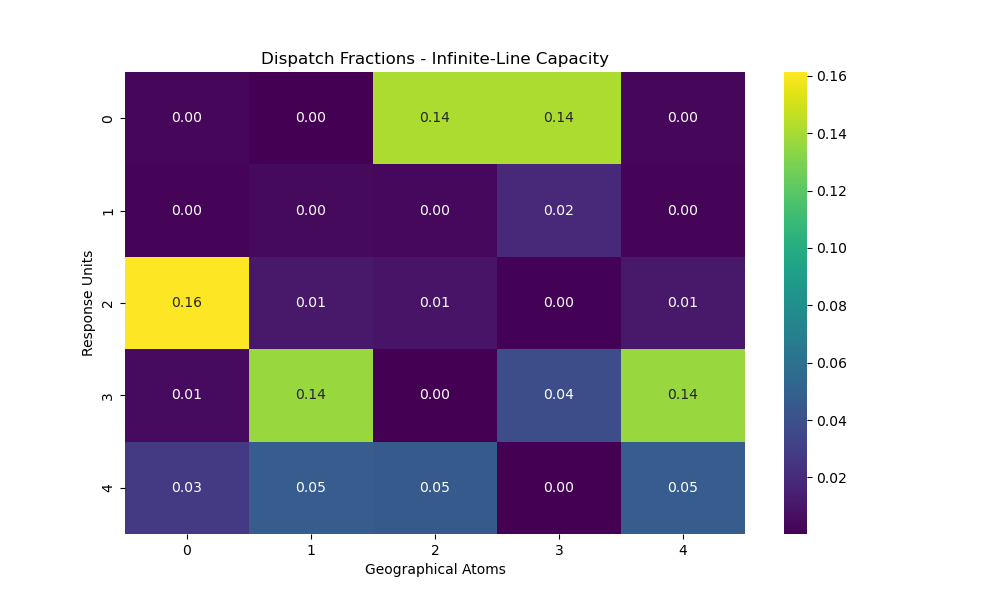 Dispatch Fractions - Infinite-Line Capacity
0 0.00 0.00 0.14 0.14 0.00
1 0.00 0.00 0.00 0.02 0.00
2 0.16 0.01 0.01 0.00 0.01
3 0.01 0.14 0.00 0.04 0.14
4 0.03 0.05 0.05 0.00 0.05
0 1 2 3 4
Geographical Atoms
Response Units
0.16
0.14
0.12
0.10
0.08
0.06
0.04
0.02